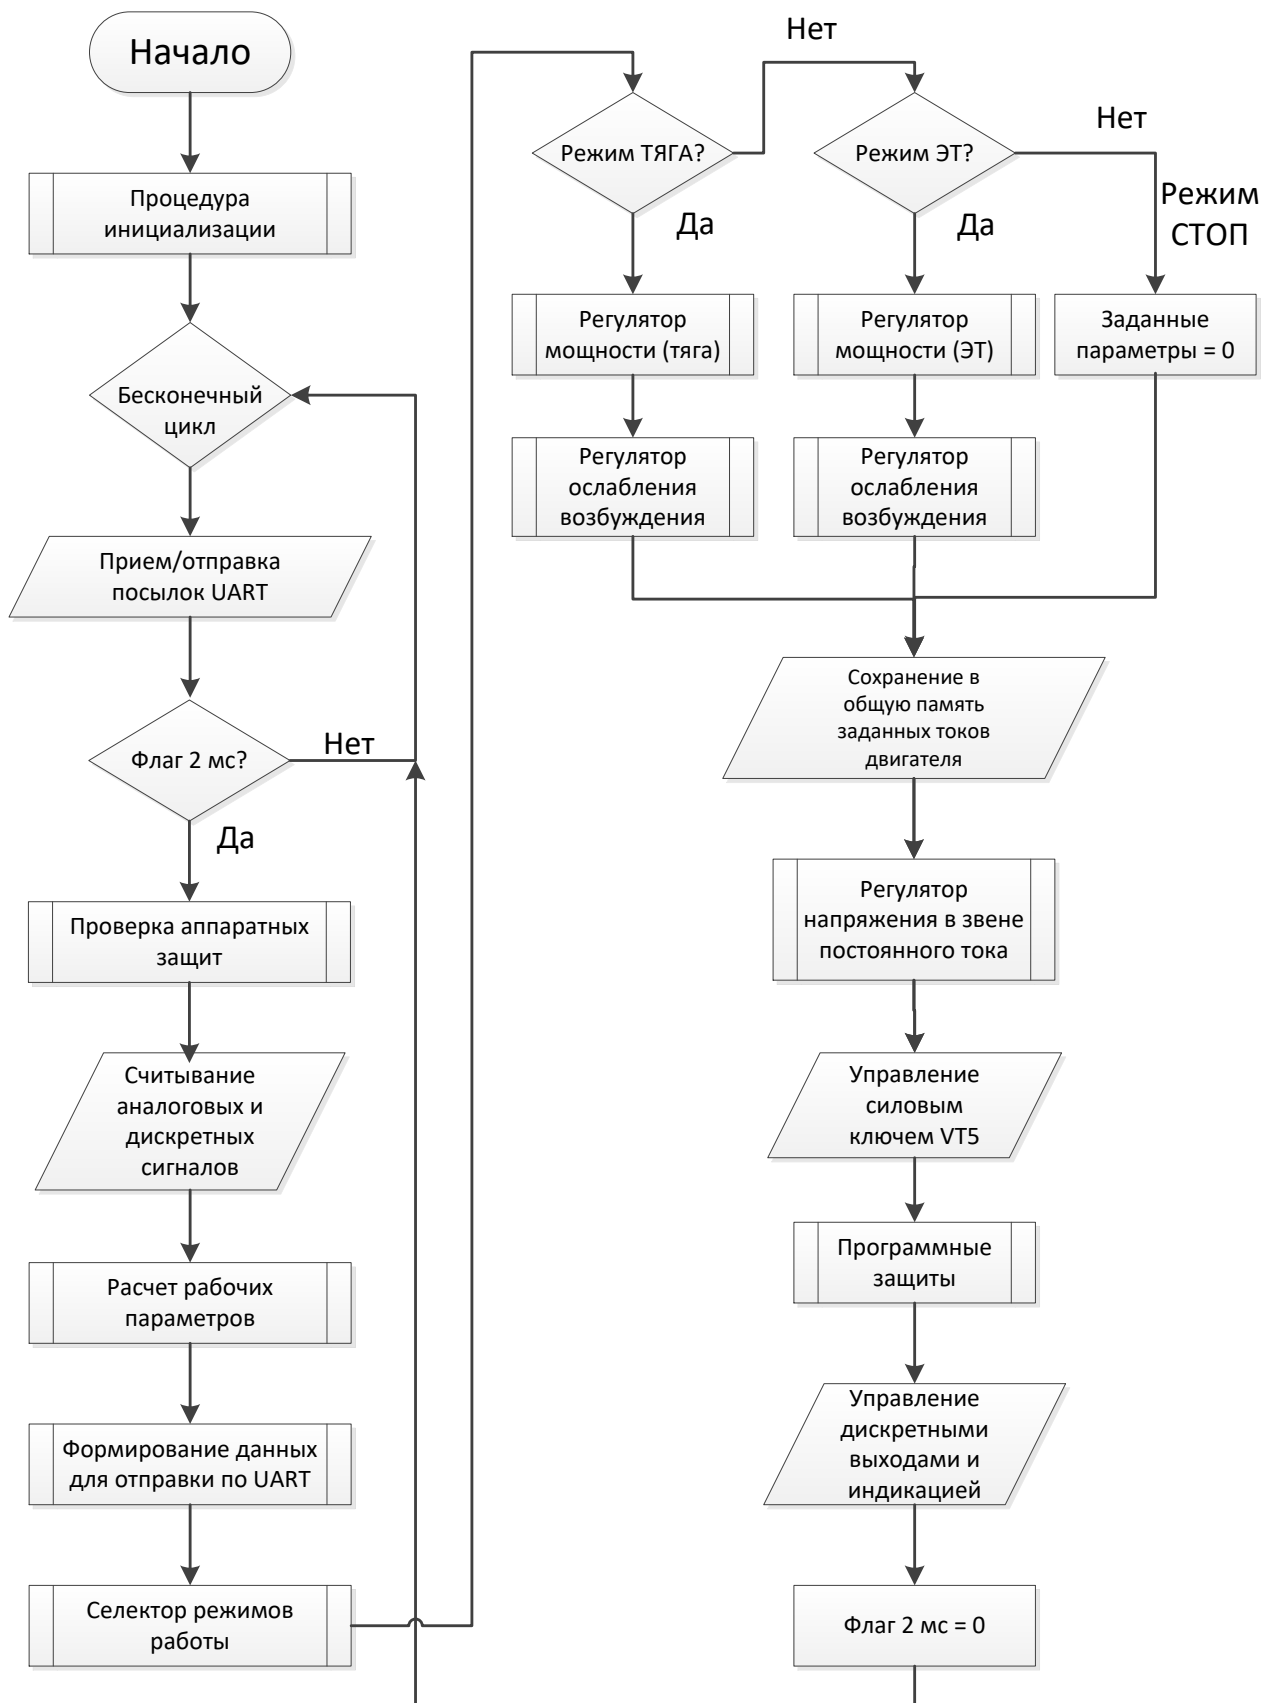 Начало
Процедура
инициализации
Бесконечный
цикл
Прием/отправка
посылок UART
Флаг 2 мс?
Нет
Да
Проверка аппаратных
защит
Считывание
аналоговых и
дискретных
сигналов
Расчет рабочих
параметров
Формирование данных
для отправки по UART
Селектор режимов
работы
Режим ТЯГА?
Нет
Да
Режим ЭТ?
Нет
Да
Режим
СТОП
Регулятор
мощности (тяга)
Регулятор
мощности (ЭТ)
Заданные
параметры = 0
Регулятор
ослабления
возбуждения
Регулятор
ослабления
возбуждения
Сохранение в
общую память
заданных токов
двигателя
Регулятор
напряжения в звене
постоянного тока
Управление
силовым
ключем VT5
Программные
защиты
Управление
дискретными
выходами и
индикацией
Флаг 2 мс = 0